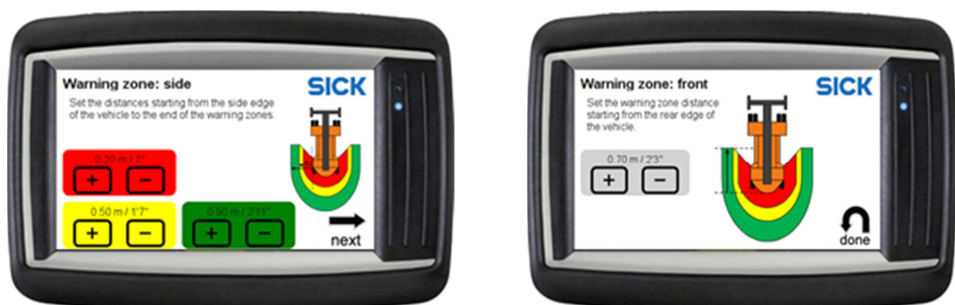 Warning zone: side
SICK
Set the distances starting from the side edge
of the vehicle to the end of the warning zones.
0.20 m / 7"
+ −
0.50 m / 1'7"
+ −
0.90 m / 2'11"
+ −
next
Warning zone: front
SICK
Set the warning zone distance
starting from the rear edge of
the vehicle.
0.70 m / 2'3"
+ −
done